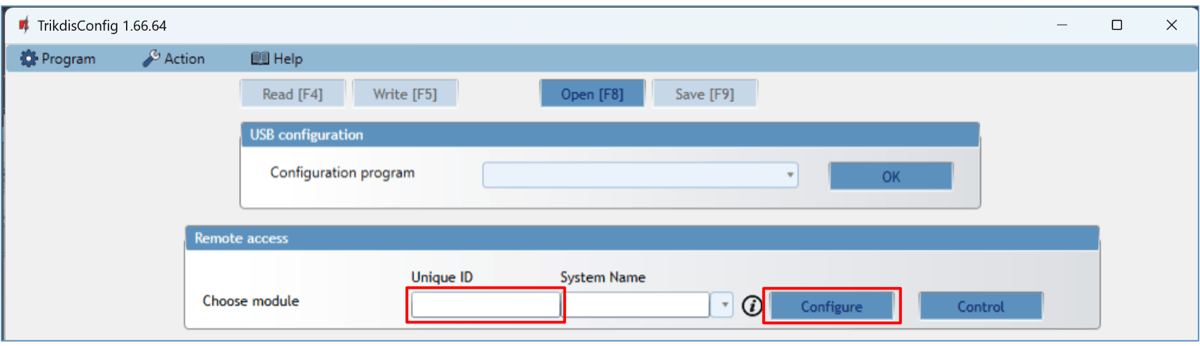 TrikdisConfig 1.66.64
Program Action Help
Read [F4] Write [F5] Open [F8] Save [F9]
USB configuration
Configuration program OK
Remote access
Unique ID System Name
Choose module Configure Control